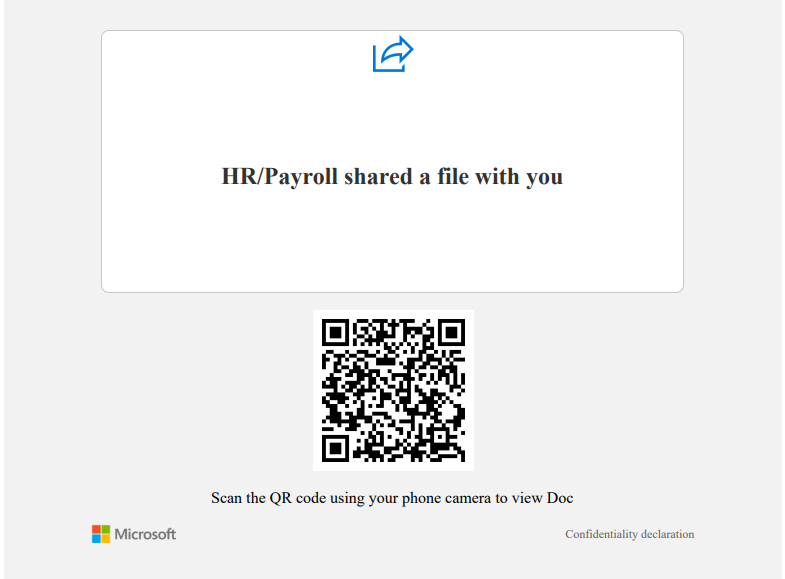 HR/Payroll shared a file with you
Scan the QR code using your phone camera to view Doc
Microsoft
Confidentiality declaration